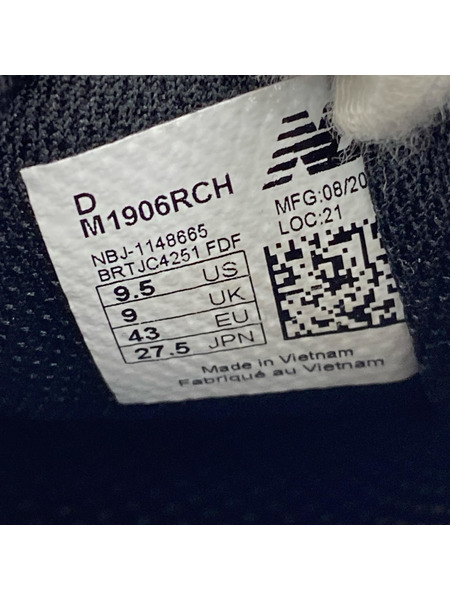 D
M1906RCH
NBJ-1148665
BRTJC4251 FDF
9.5 US
9 UK
43 EU
27.5 JPN
MFG:08/20
LOC:21
Made in Vietnam
Fabriqué au Vietnam